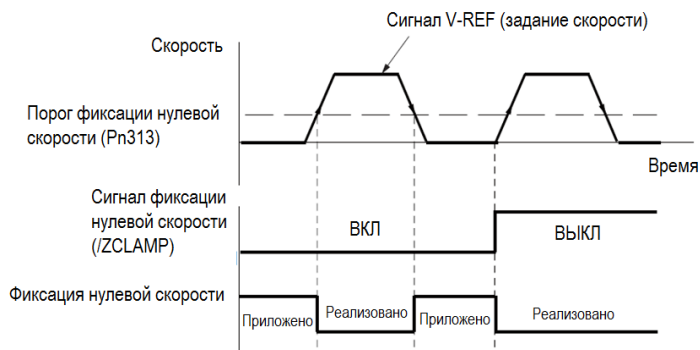 Сигнал V-REF (задание скорости)
Скорость
Порог фиксации нулевой
скорости (Pn313)
Время
Сигнал фиксации
нулевой скорости
(/ZCLAMP)
ВКЛ
ВЫКЛ
Фиксация нулевой скорости
Приложено
Реализовано
Приложено
Реализовано